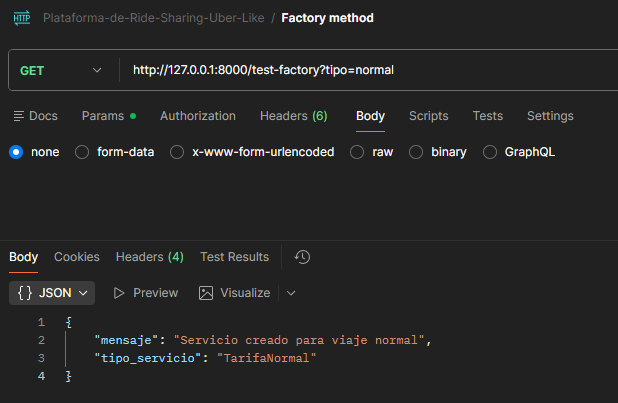 HTTP Plataforma-de-Ride-Sharing-Uber-Like / Factory method
GET http://127.0.0.1:8000/test-factory?tipo=normal
Docs Params Authorization Headers (6) Body Scripts Tests Settings
none form-data x-www-form-urlencoded raw binary GraphQL
Body Cookies Headers (4) Test Results
{} JSON Preview Visualize
1 {
2 "mensaje": "Servicio creado para viaje normal",
3 "tipo_servicio": "TarifaNormal"
4 }